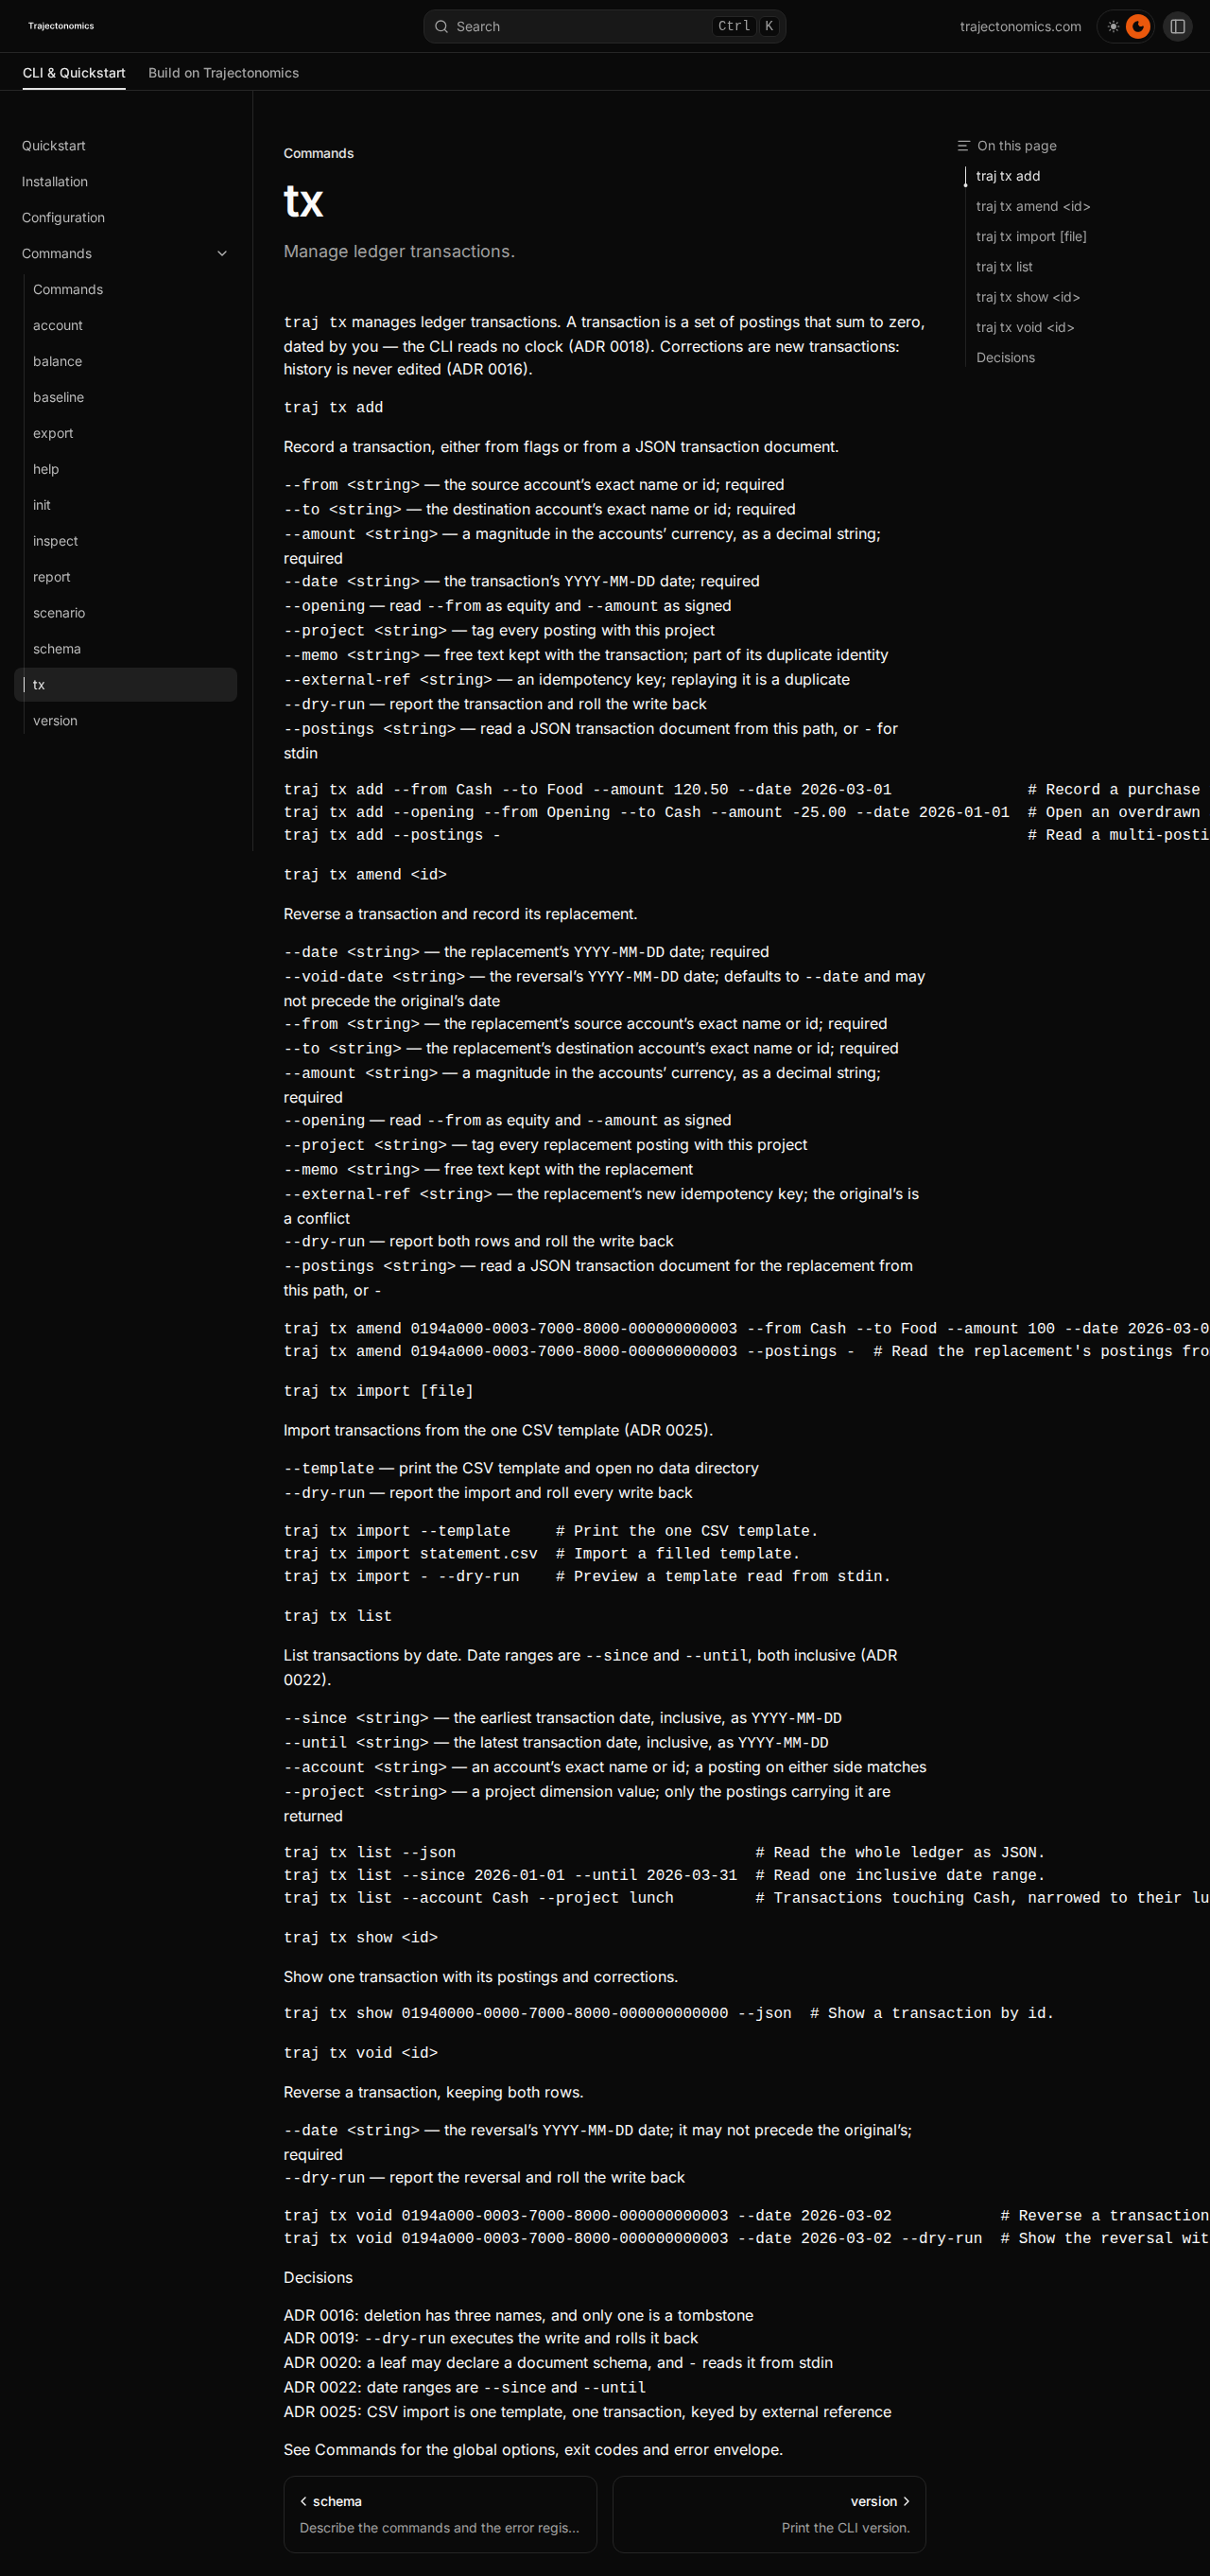 Trajectonomics
Search
Ctrl K
trajectonomics.com
CLI & Quickstart
Build on Trajectonomics
Quickstart
Installation
Configuration
Commands
Commands
account
balance
baseline
export
help
init
inspect
report
scenario
schema
tx
version
Commands
tx
Manage ledger transactions.
traj tx manages ledger transactions. A transaction is a set of postings that sum to zero,
dated by you — the CLI reads no clock (ADR 0018). Corrections are new transactions:
history is never edited (ADR 0016).
traj tx add
Record a transaction, either from flags or from a JSON transaction document.
--from <string> — the source account’s exact name or id; required
--to <string> — the destination account’s exact name or id; required
--amount <string> — a magnitude in the accounts’ currency, as a decimal string;
required
--date <string> — the transaction’s YYYY-MM-DD date; required
--opening — read --from as equity and --amount as signed
--project <string> — tag every posting with this project
--memo <string> — free text kept with the transaction; part of its duplicate identity
--external-ref <string> — an idempotency key; replaying it is a duplicate
--dry-run — report the transaction and roll the write back
--postings <string> — read a JSON transaction document from this path, or - for
stdin
traj tx add --from Cash --to Food --amount 120.50 --date 2026-03-01               # Record a purchase
traj tx add --opening --from Opening --to Cash --amount -25.00 --date 2026-01-01  # Open an overdrawn
traj tx add --postings -                                                          # Read a multi-posti
traj tx amend <id>
Reverse a transaction and record its replacement.
--date <string> — the replacement’s YYYY-MM-DD date; required
--void-date <string> — the reversal’s YYYY-MM-DD date; defaults to --date and may
not precede the original’s date
--from <string> — the replacement’s source account’s exact name or id; required
--to <string> — the replacement’s destination account’s exact name or id; required
--amount <string> — a magnitude in the accounts’ currency, as a decimal string;
required
--opening — read --from as equity and --amount as signed
--project <string> — tag every replacement posting with this project
--memo <string> — free text kept with the replacement
--external-ref <string> — the replacement’s new idempotency key; the original’s is
a conflict
--dry-run — report both rows and roll the write back
--postings <string> — read a JSON transaction document for the replacement from
this path, or -
traj tx amend 0194a000-0003-7000-8000-000000000003 --from Cash --to Food --amount 100 --date 2026-03-0
traj tx amend 0194a000-0003-7000-8000-000000000003 --postings -  # Read the replacement's postings fro
traj tx import [file]
Import transactions from the one CSV template (ADR 0025).
--template — print the CSV template and open no data directory
--dry-run — report the import and roll every write back
traj tx import --template     # Print the one CSV template.
traj tx import statement.csv  # Import a filled template.
traj tx import - --dry-run    # Preview a template read from stdin.
traj tx list
List transactions by date. Date ranges are --since and --until, both inclusive (ADR
0022).
--since <string> — the earliest transaction date, inclusive, as YYYY-MM-DD
--until <string> — the latest transaction date, inclusive, as YYYY-MM-DD
--account <string> — an account’s exact name or id; a posting on either side matches
--project <string> — a project dimension value; only the postings carrying it are
returned
traj tx list --json                                 # Read the whole ledger as JSON.
traj tx list --since 2026-01-01 --until 2026-03-31  # Read one inclusive date range.
traj tx list --account Cash --project lunch         # Transactions touching Cash, narrowed to their lu
traj tx show <id>
Show one transaction with its postings and corrections.
traj tx show 01940000-0000-7000-8000-000000000000 --json  # Show a transaction by id.
traj tx void <id>
Reverse a transaction, keeping both rows.
--date <string> — the reversal’s YYYY-MM-DD date; it may not precede the original’s;
required
--dry-run — report the reversal and roll the write back
traj tx void 0194a000-0003-7000-8000-000000000003 --date 2026-03-02            # Reverse a transaction
traj tx void 0194a000-0003-7000-8000-000000000003 --date 2026-03-02 --dry-run  # Show the reversal wit
Decisions
ADR 0016: deletion has three names, and only one is a tombstone
ADR 0019: --dry-run executes the write and rolls it back
ADR 0020: a leaf may declare a document schema, and - reads it from stdin
ADR 0022: date ranges are --since and --until
ADR 0025: CSV import is one template, one transaction, keyed by external reference
See Commands for the global options, exit codes and error envelope.
schema
Describe the commands and the error regis...
version
Print the CLI version.
On this page
traj tx add
traj tx amend <id>
traj tx import [file]
traj tx list
traj tx show <id>
traj tx void <id>
Decisions